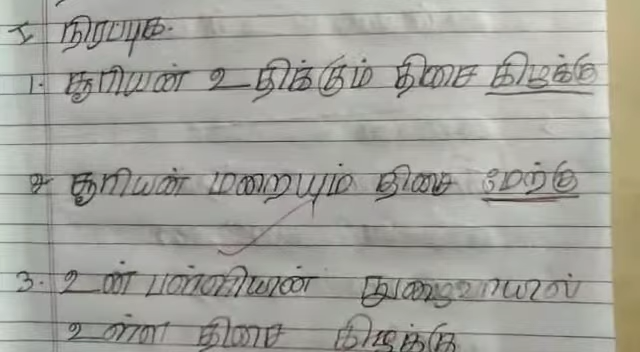 I நிரப்புக.
1. சூரியன் உதிக்கும் திசை கிழக்கு
2 சூரியன் மறையும் திசை மேற்கு
3. உன் பள்ளியின் நுழைவாயில்
உள்ள திசை கிழக்கு